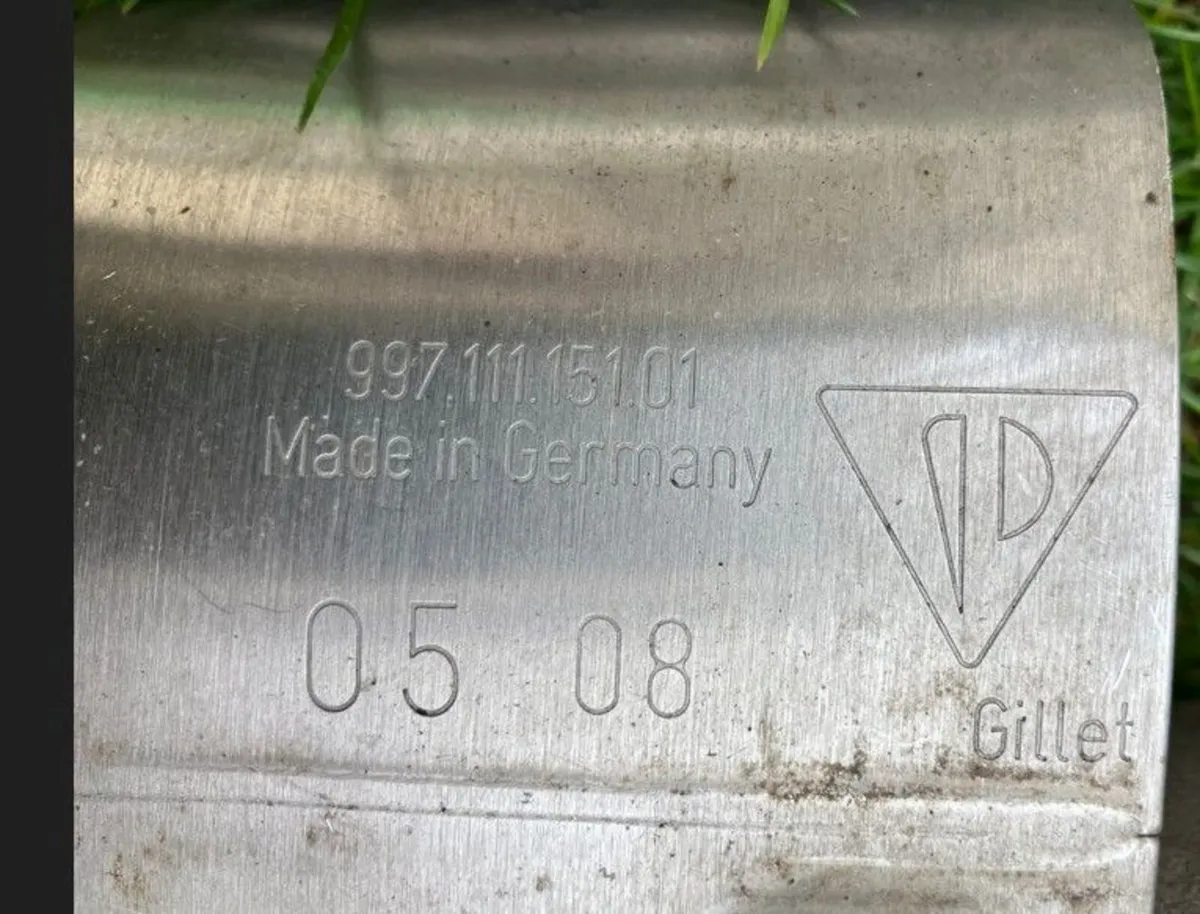 997.111.151.01
Made in Germany
05 08
Gillet